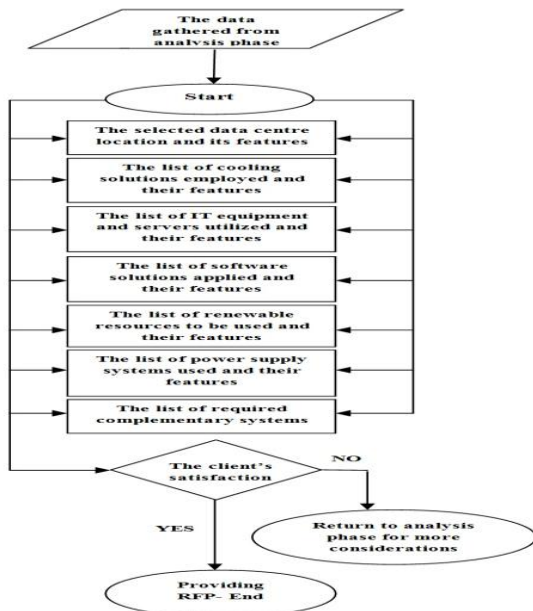 The data
gathered from
analysis phase
Start
The selected data centre
location and its features
The list of cooling
solutions employed and
their features
The list of IT equipment
and servers utilized and
their features
The list of software
solutions applied and
their features
The list of renewable
resources to be used and
their features
The list of power supply
systems used and their
features
The list of required
complementary systems
The client's
satisfaction
NO
YES
Return to analysis
phase for more
considerations
Providing
RFP- End